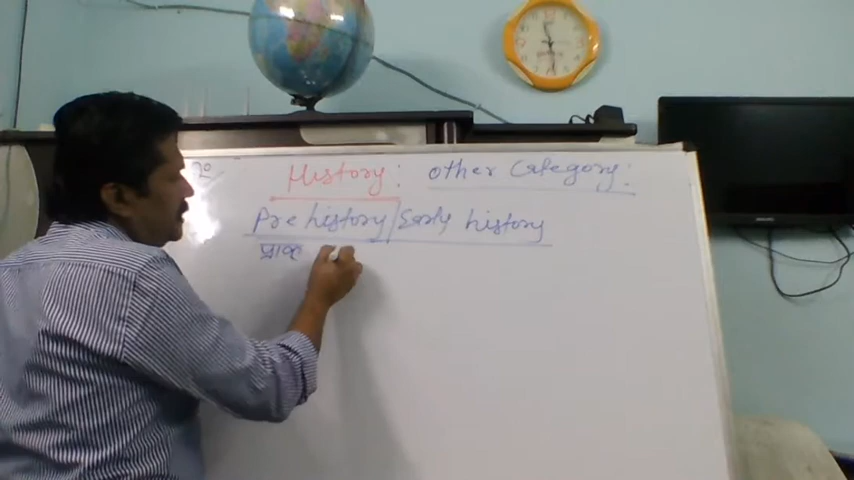 History: other Category:
Pre history/Early history
प्राक